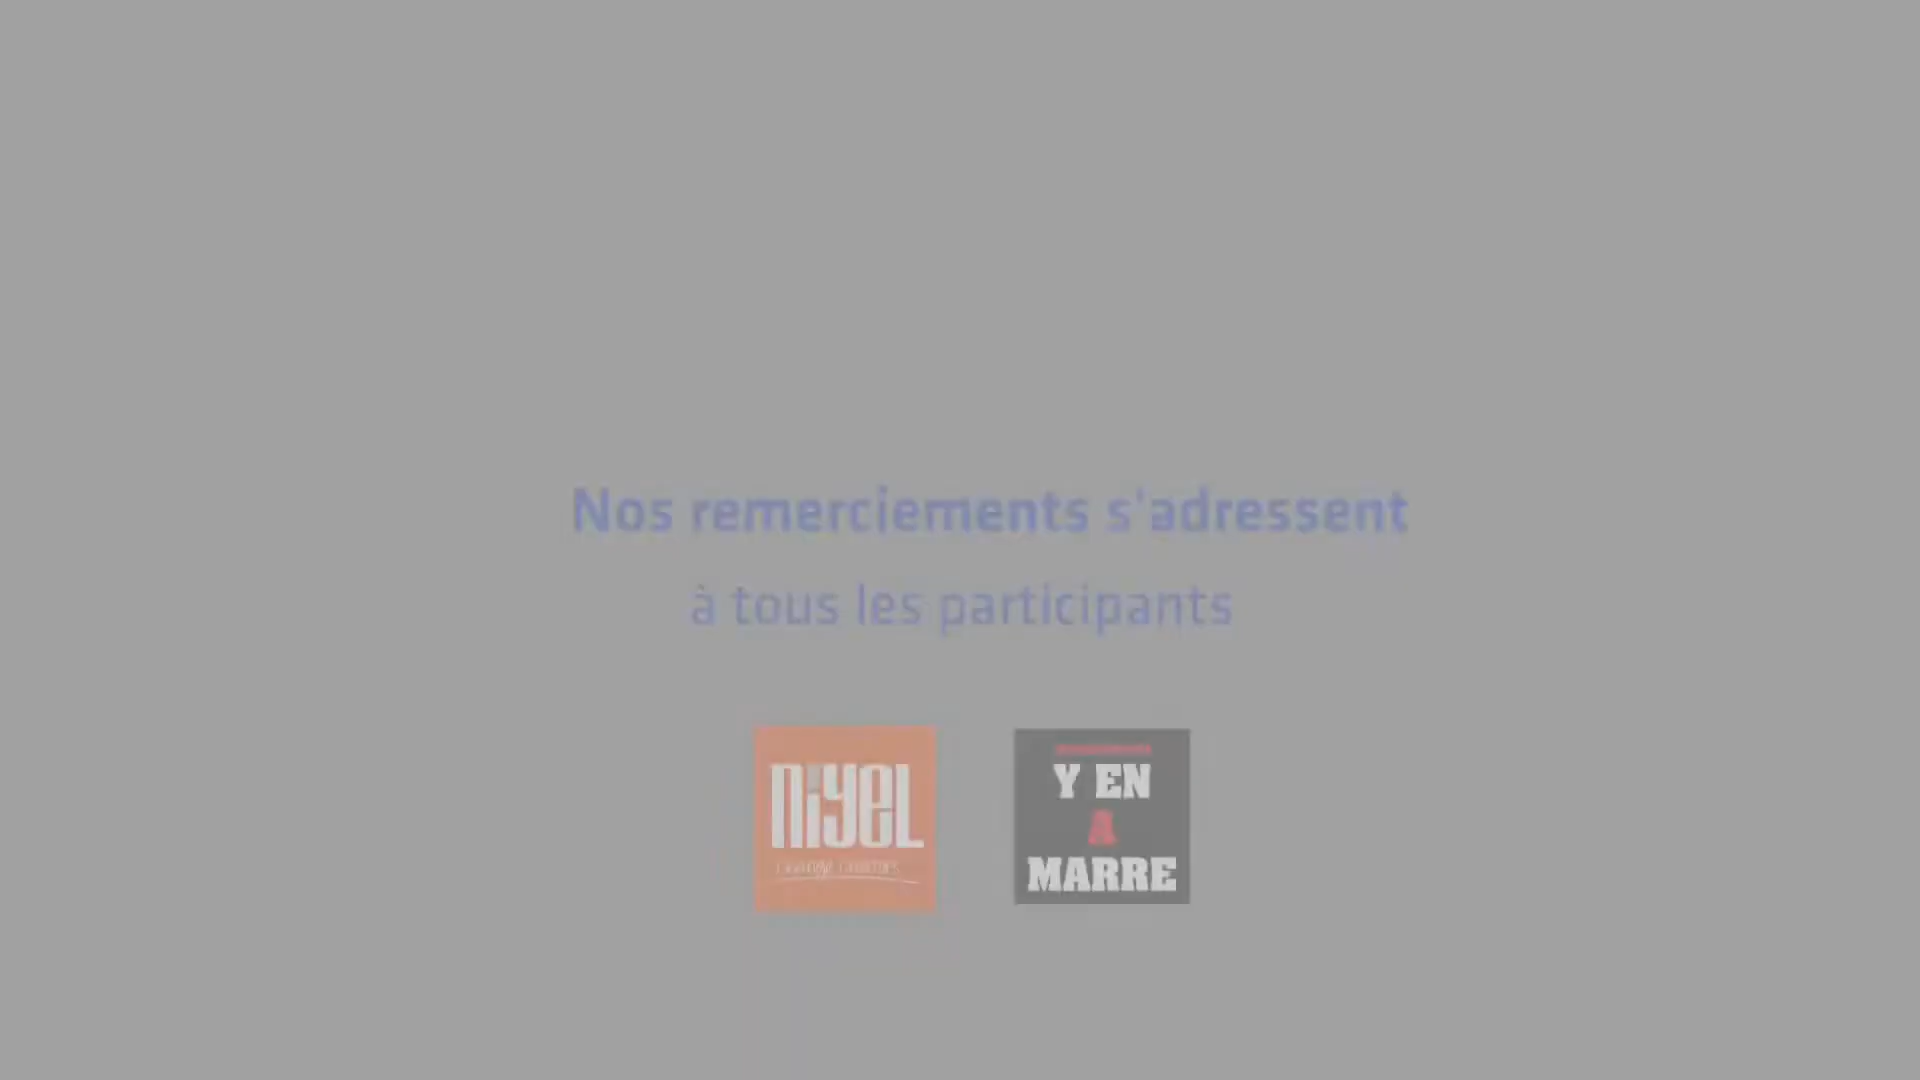 Nos remerciements s'adressent
à tous les participants
niyel
Y EN
A
MARRE